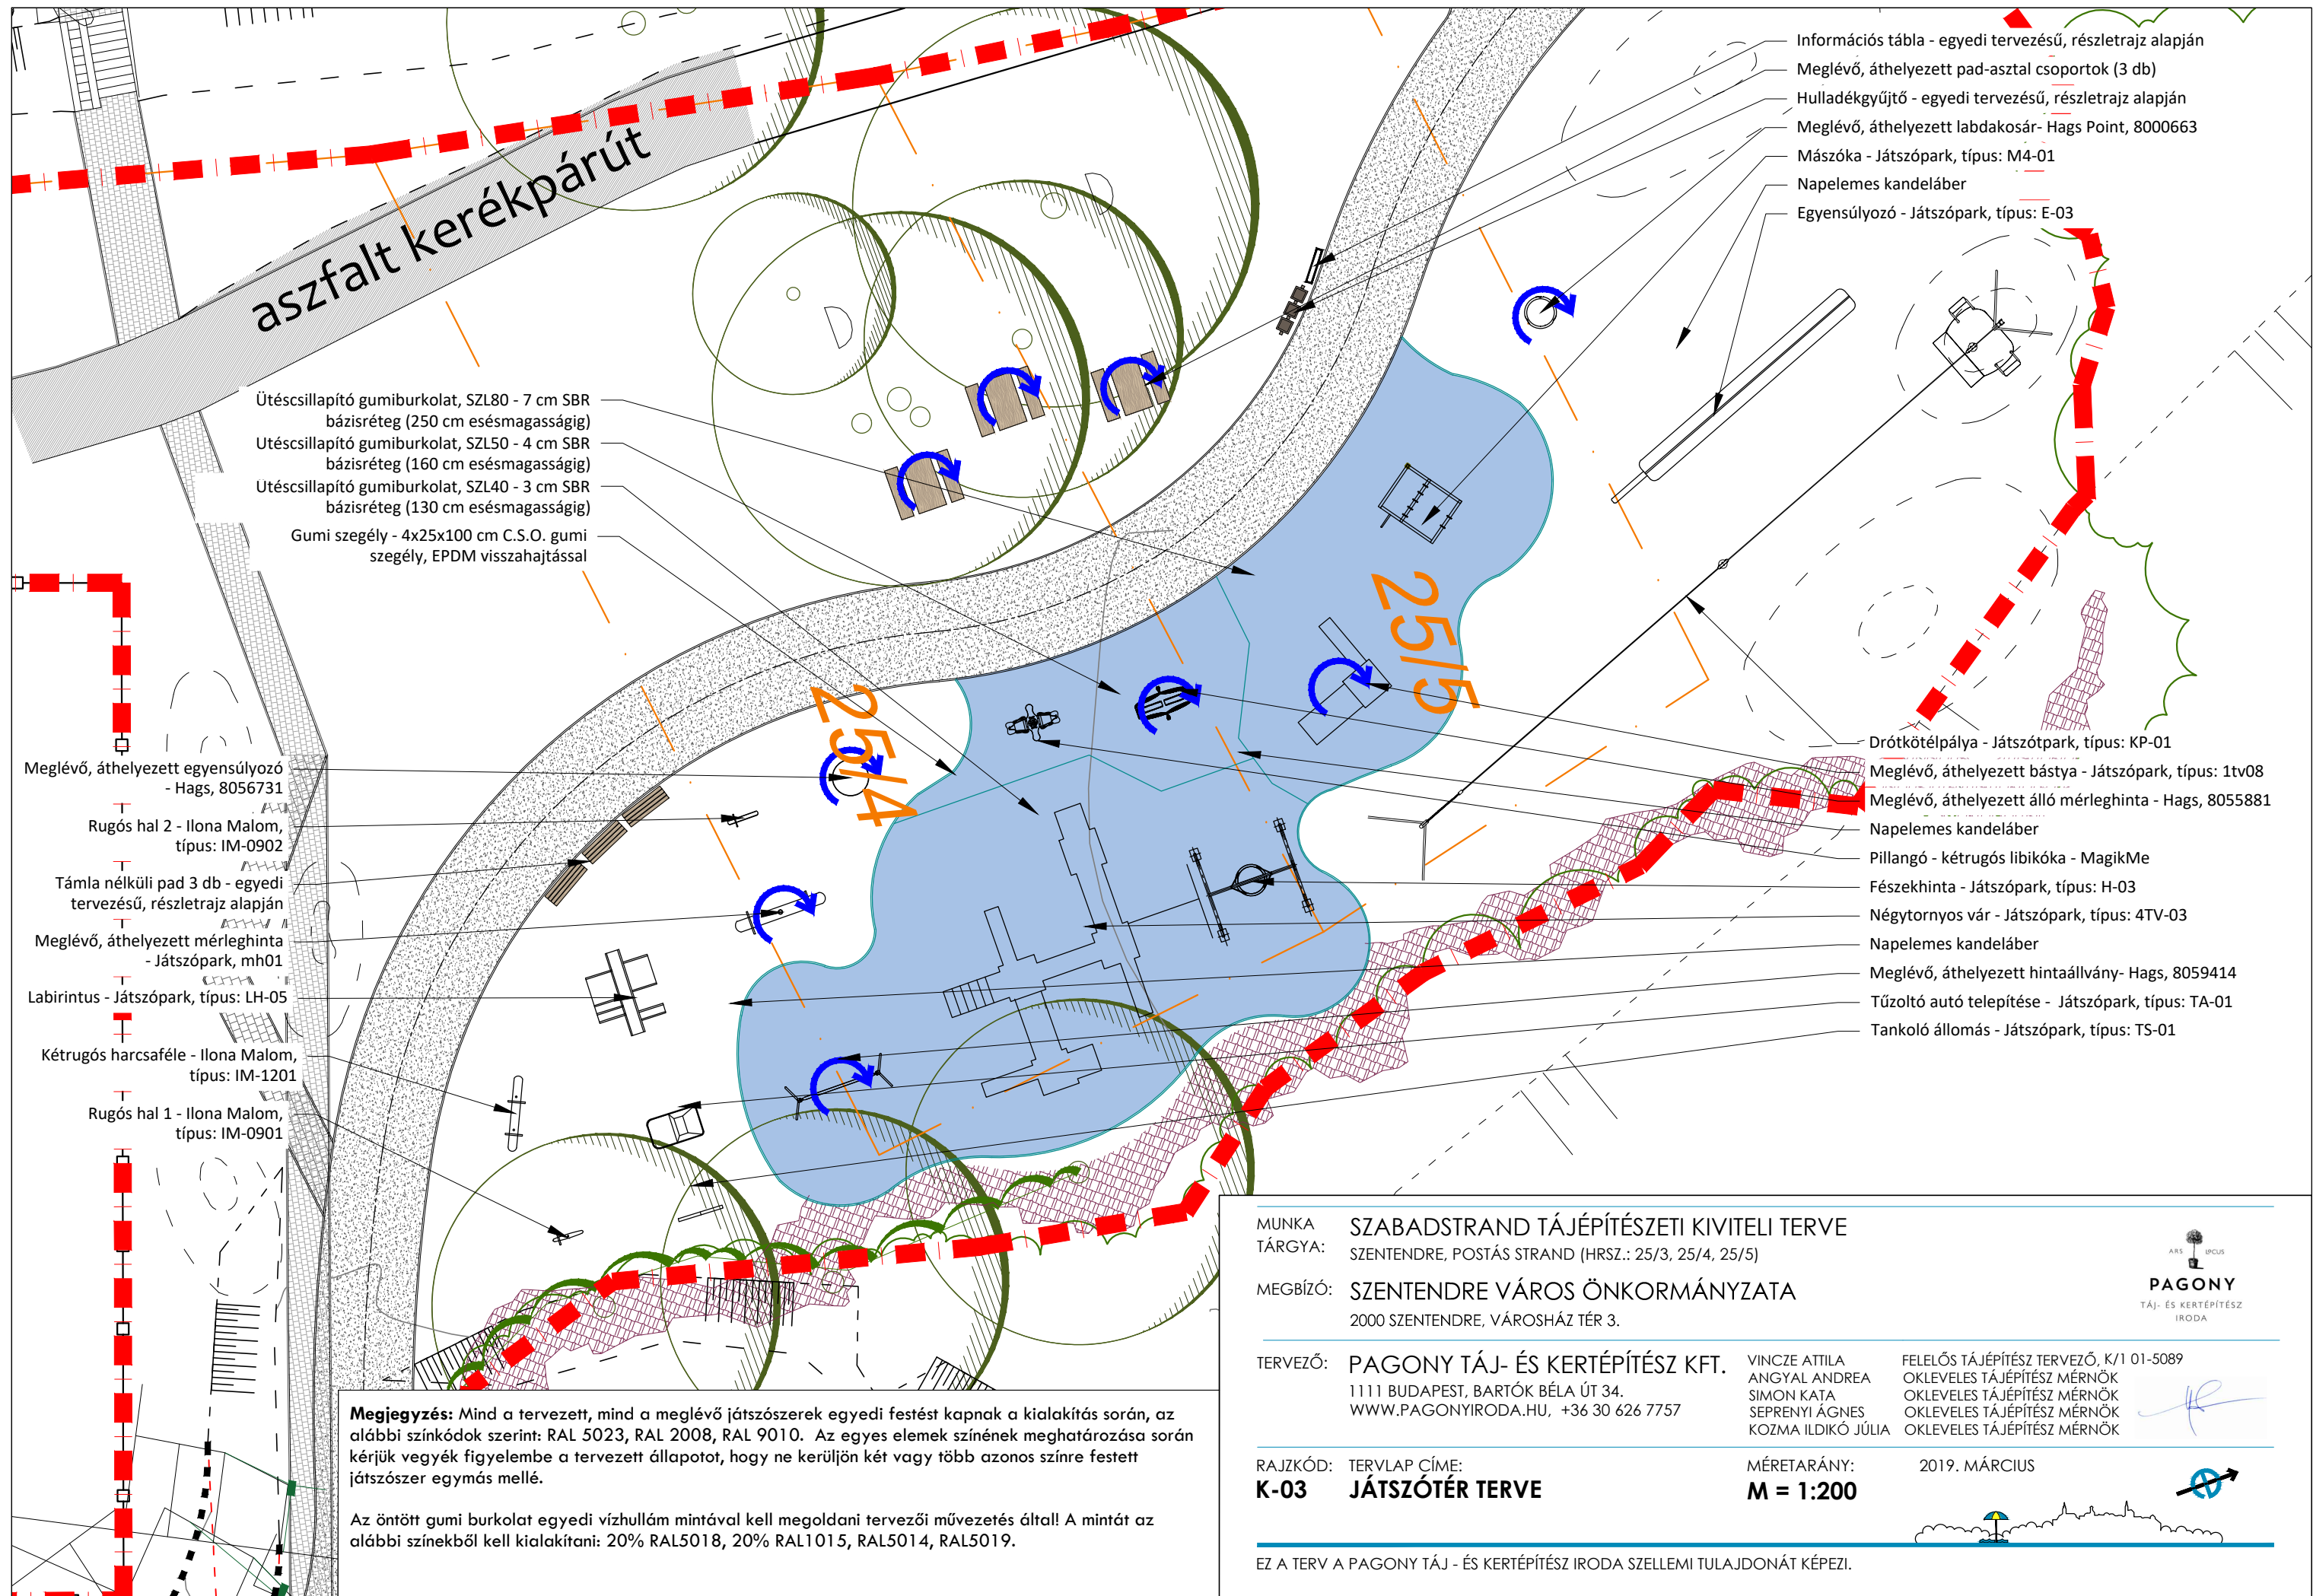 Információs tábla - egyedi tervezésű, részletrajz alapján
Meglévő, áthelyezett pad-asztal csoportok (3 db)
Hulladékgyűjtő - egyedi tervezésű, részletrajz alapján
Meglévő, áthelyezett labdakosár- Hags Point, 8000663
Mászóka - Játszópark, típus: M4-01
Napelemes kandeláber
Egyensúlyozó - Játszópark, típus: E-03
aszfalt kerékpárút
Ütéscsillapító gumiburkolat, SZL80 - 7 cm SBR
bázisréteg (250 cm esésmagasságig)
Utéscsillapító gumiburkolat, SZL50 - 4 cm SBR
bázisréteg (160 cm esésmagasságig)
Utéscsillapító gumiburkolat, SZL40 - 3 cm SBR
bázisréteg (130 cm esésmagasságig)
Gumi szegély - 4x25x100 cm C.S.O. gumi
szegély, EPDM visszahajtással
25/5
25/4
Meglévő, áthelyezett egyensúlyozó
- Hags, 8056731
Rugós hal 2 - Ilona Malom,
típus: IM-0902
Támla nélküli pad 3 db - egyedi
tervezésű, részletrajz alapján
Meglévő, áthelyezett mérleghinta
- Játszópark, mh01
Labirintus - Játszópark, típus: LH-05
Kétrugós harcsaféle - Ilona Malom,
típus: IM-1201
Rugós hal 1 - Ilona Malom,
típus: IM-0901
Drótkötélpálya - Játszótpark, típus: KP-01
Meglévő, áthelyezett bástya - Játszópark, típus: 1tv08
Meglévő, áthelyezett álló mérleghinta - Hags, 8055881
Napelemes kandeláber
Pillangó - kétrugós libikóka - MagikMe
Fészekhinta - Játszópark, típus: H-03
Négytornyos vár - Játszópark, típus: 4TV-03
Napelemes kandeláber
Meglévő, áthelyezett hintaállvány- Hags, 8059414
Tűzoltó autó telepítése - Játszópark, típus: TA-01
Tankoló állomás - Játszópark, típus: TS-01
Megjegyzés: Mind a tervezett, mind a meglévő játszószerek egyedi festést kapnak a kialakítás során, az
alábbi színkódok szerint: RAL 5023, RAL 2008, RAL 9010. Az egyes elemek színének meghatározása során
kérjük vegyék figyelembe a tervezett állapotot, hogy ne kerüljön két vagy több azonos színre festett
játszószer egymás mellé.
Az öntött gumi burkolat egyedi vízhullám mintával kell megoldani tervezői művezetés által! A mintát az
alábbi színekből kell kialakítani: 20% RAL5018, 20% RAL1015, RAL5014, RAL5019.
MUNKA TÁRGYA: SZABADSTRAND TÁJÉPÍTÉSZETI KIVITELI TERVE
SZENTENDRE, POSTÁS STRAND (HRSZ.: 25/3, 25/4, 25/5)
MEGBÍZÓ: SZENTENDRE VÁROS ÖNKORMÁNYZATA
2000 SZENTENDRE, VÁROSHÁZ TÉR 3.
ARS LOCUS
PAGONY
TÁJ- ÉS KERTÉPÍTÉSZ
IRODA
TERVEZŐ: PAGONY TÁJ- ÉS KERTÉPÍTÉSZ KFT.
1111 BUDAPEST, BARTÓK BÉLA ÚT 34.
WWW.PAGONYIRODA.HU, +36 30 626 7757
VINCZE ATTILA FELELŐS TÁJÉPÍTÉSZ TERVEZŐ, K/1 01-5089
ANGYAL ANDREA OKLEVELES TÁJÉPÍTÉSZ MÉRNÖK
SIMON KATA OKLEVELES TÁJÉPÍTÉSZ MÉRNÖK
SEPRENYI ÁGNES OKLEVELES TÁJÉPÍTÉSZ MÉRNÖK
KOZMA ILDIKÓ JÚLIA OKLEVELES TÁJÉPÍTÉSZ MÉRNÖK
RAJZKÓD: TERVLAP CÍME: MÉRETARÁNY: 2019. MÁRCIUS
K-03 JÁTSZÓTÉR TERVE M = 1:200
EZ A TERV A PAGONY TÁJ - ÉS KERTÉPÍTÉSZ IRODA SZELLEMI TULAJDONÁT KÉPEZI.